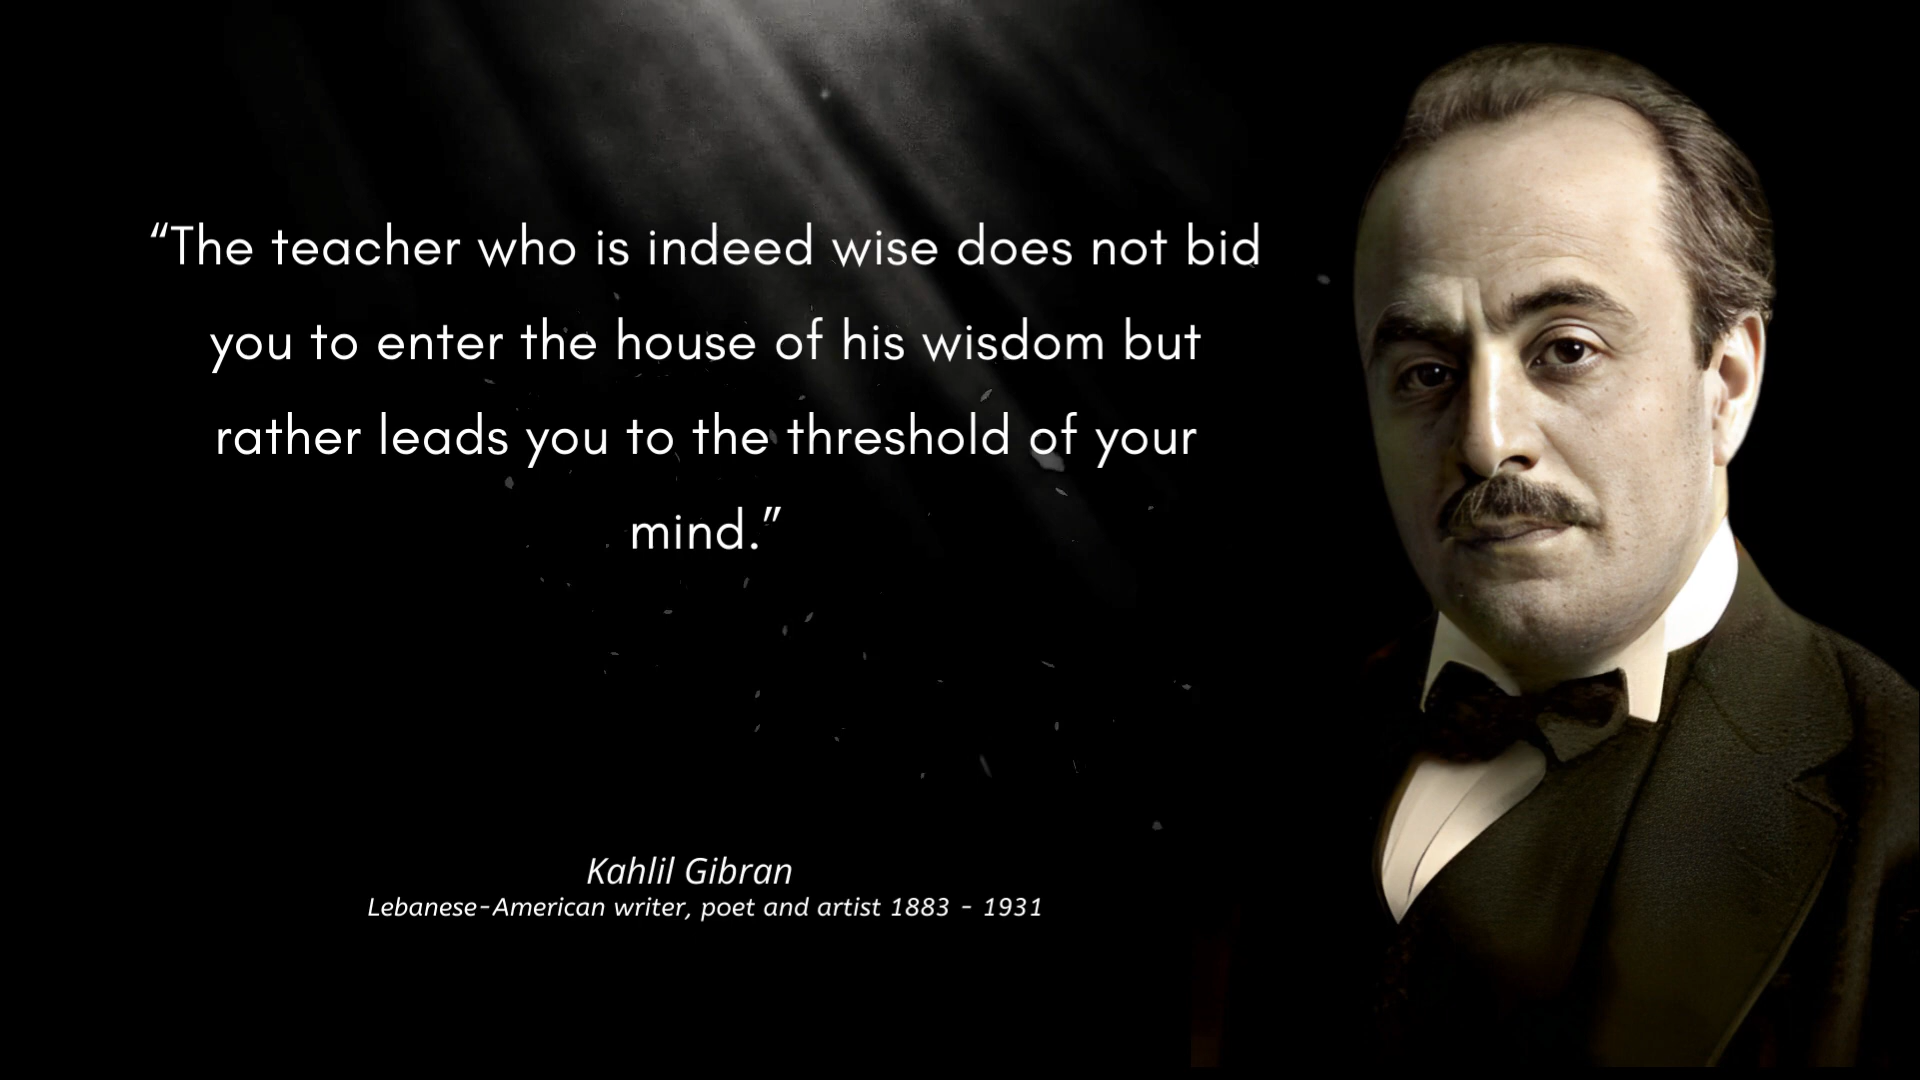 “The teacher who is indeed wise does not bid
you to enter the house of his wisdom but
rather leads you to the threshold of your
mind.”
Kahlil Gibran
Lebanese-American writer, poet and artist 1883 - 1931